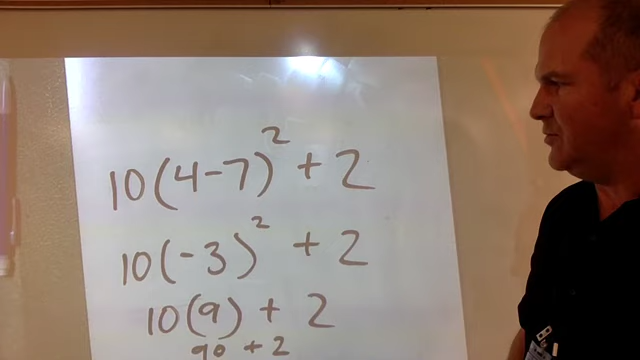 10(4-7)² + 2
10(-3)² + 2
10(9) + 2
90 + 2